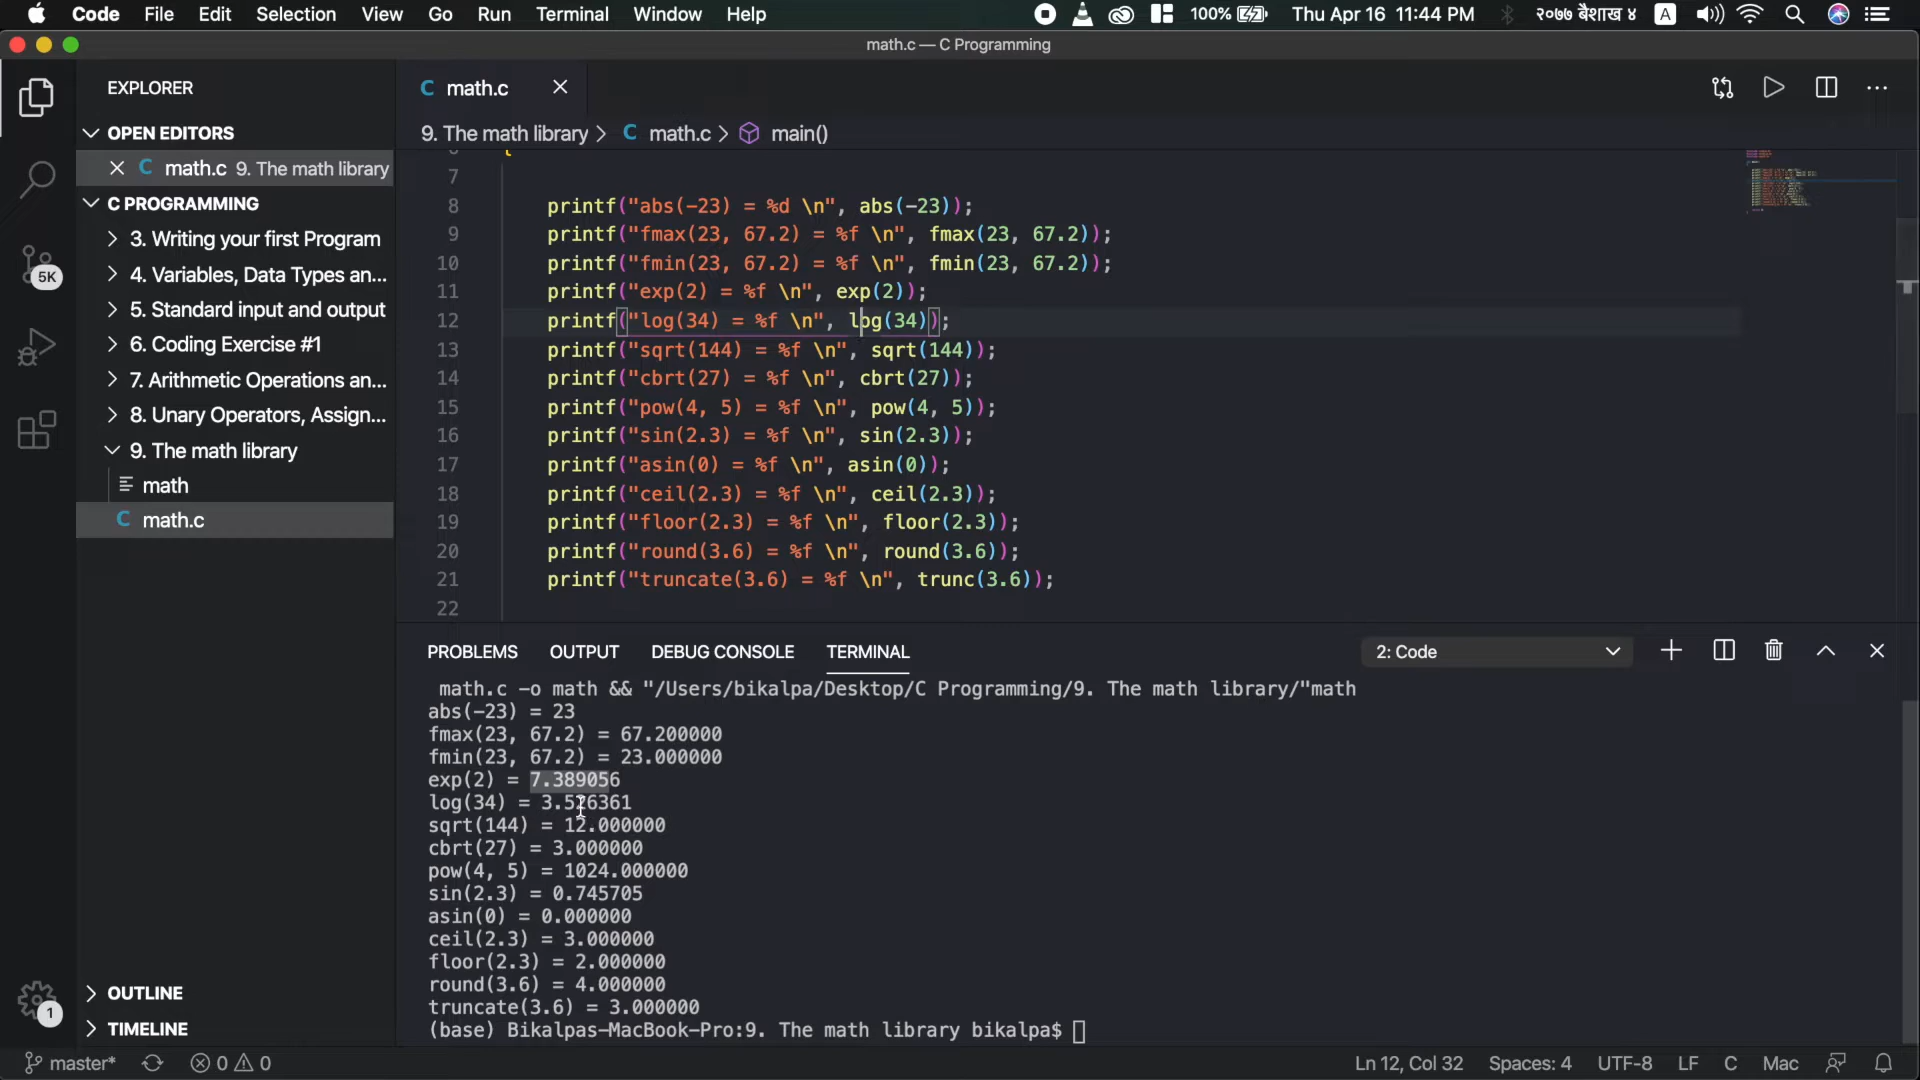 Code File Edit Selection View Go Run Terminal Window Help 100% Thu Apr 16 11:44 PM २०७७ बैशाख ४ A
math.c — C Programming
EXPLORER
OPEN EDITORS
math.c 9. The math library
C PROGRAMMING
3. Writing your first Program
4. Variables, Data Types an...
5. Standard input and output
6. Coding Exercise #1
7. Arithmetic Operations an...
8. Unary Operators, Assign...
9. The math library
math
C math.c
OUTLINE
TIMELINE
5K
1
C math.c
9. The math library > C math.c > main()
7
8 printf("abs(-23) = %d \n", abs(-23));
9 printf("fmax(23, 67.2) = %f \n", fmax(23, 67.2));
10 printf("fmin(23, 67.2) = %f \n", fmin(23, 67.2));
11 printf("exp(2) = %f \n", exp(2));
12 printf("log(34) = %f \n", log(34));
13 printf("sqrt(144) = %f \n", sqrt(144));
14 printf("cbrt(27) = %f \n", cbrt(27));
15 printf("pow(4, 5) = %f \n", pow(4, 5));
16 printf("sin(2.3) = %f \n", sin(2.3));
17 printf("asin(0) = %f \n", asin(0));
18 printf("ceil(2.3) = %f \n", ceil(2.3));
19 printf("floor(2.3) = %f \n", floor(2.3));
20 printf("round(3.6) = %f \n", round(3.6));
21 printf("truncate(3.6) = %f \n", trunc(3.6));
22
PROBLEMS OUTPUT DEBUG CONSOLE TERMINAL 2: Code
math.c -o math && "/Users/bikalpa/Desktop/C Programming/9. The math library/"math
abs(-23) = 23
fmax(23, 67.2) = 67.200000
fmin(23, 67.2) = 23.000000
exp(2) = 7.389056
log(34) = 3.526361
sqrt(144) = 12.000000
cbrt(27) = 3.000000
pow(4, 5) = 1024.000000
sin(2.3) = 0.745705
asin(0) = 0.000000
ceil(2.3) = 3.000000
floor(2.3) = 2.000000
round(3.6) = 4.000000
truncate(3.6) = 3.000000
(base) Bikalpas-MacBook-Pro:9. The math library bikalpa$
master* 0 0 Ln 12, Col 32 Spaces: 4 UTF-8 LF C Mac